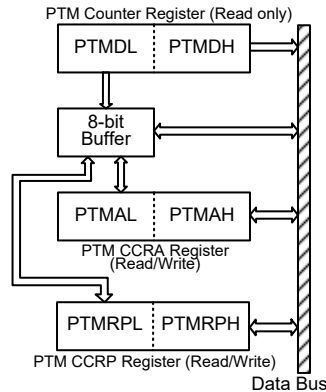 PTM Counter Register (Read only)
PTMDL PTMDH
8-bit
Buffer
PTMAL PTMAH
PTM CCRA Register
(Read/Write)
PTMRPL PTMRPH
PTM CCRP Register (Read/Write)
Data Bus